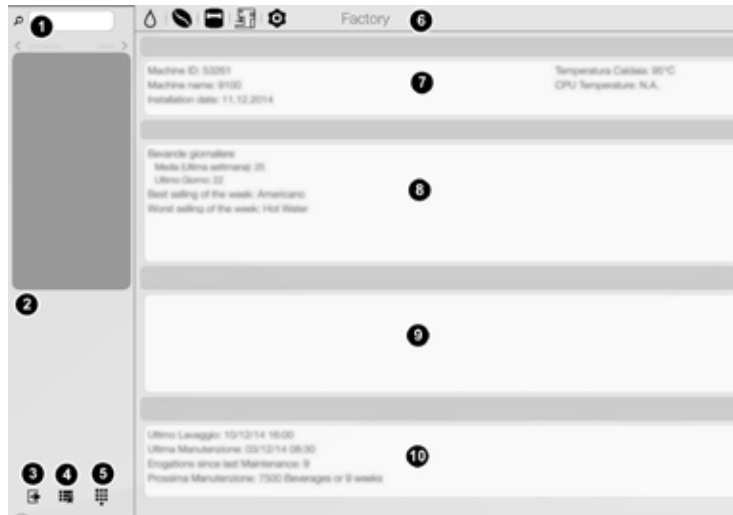 1
6
Factory
7
Machine ID: 53261
Machine name: 9100
Installation date: 11.12.2014
Temperatura Caldaia: 95°C
CPU Temperature: N.A.
8
Bevande giornaliere
Media (Ultima settimana): 25
Ultimo Giorno: 22
Best selling of the week: Americano
Worst selling of the week: Hot Water
2
9
10
Ultimo Lavaggio: 10/12/14 16:00
Ultima Manutenzione: 03/12/14 08:30
Erogations since last Maintenance: 9
Prossima Manutenzione: 7500 Beverages or 9 weeks
3 4 5